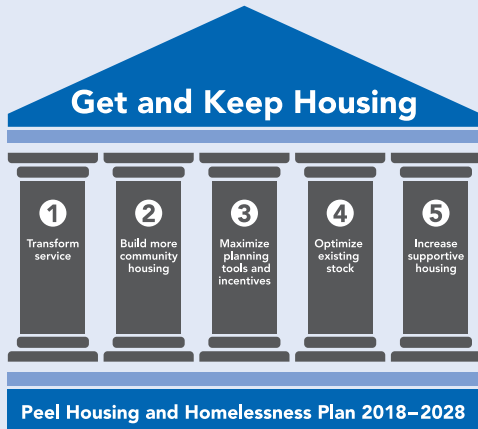 Get and Keep Housing
1
Transform
service
2
Build more
community
housing
3
Maximize
planning
tools and
incentives
4
Optimize
existing
stock
5
Increase
supportive
housing
Peel Housing and Homelessness Plan 2018–2028